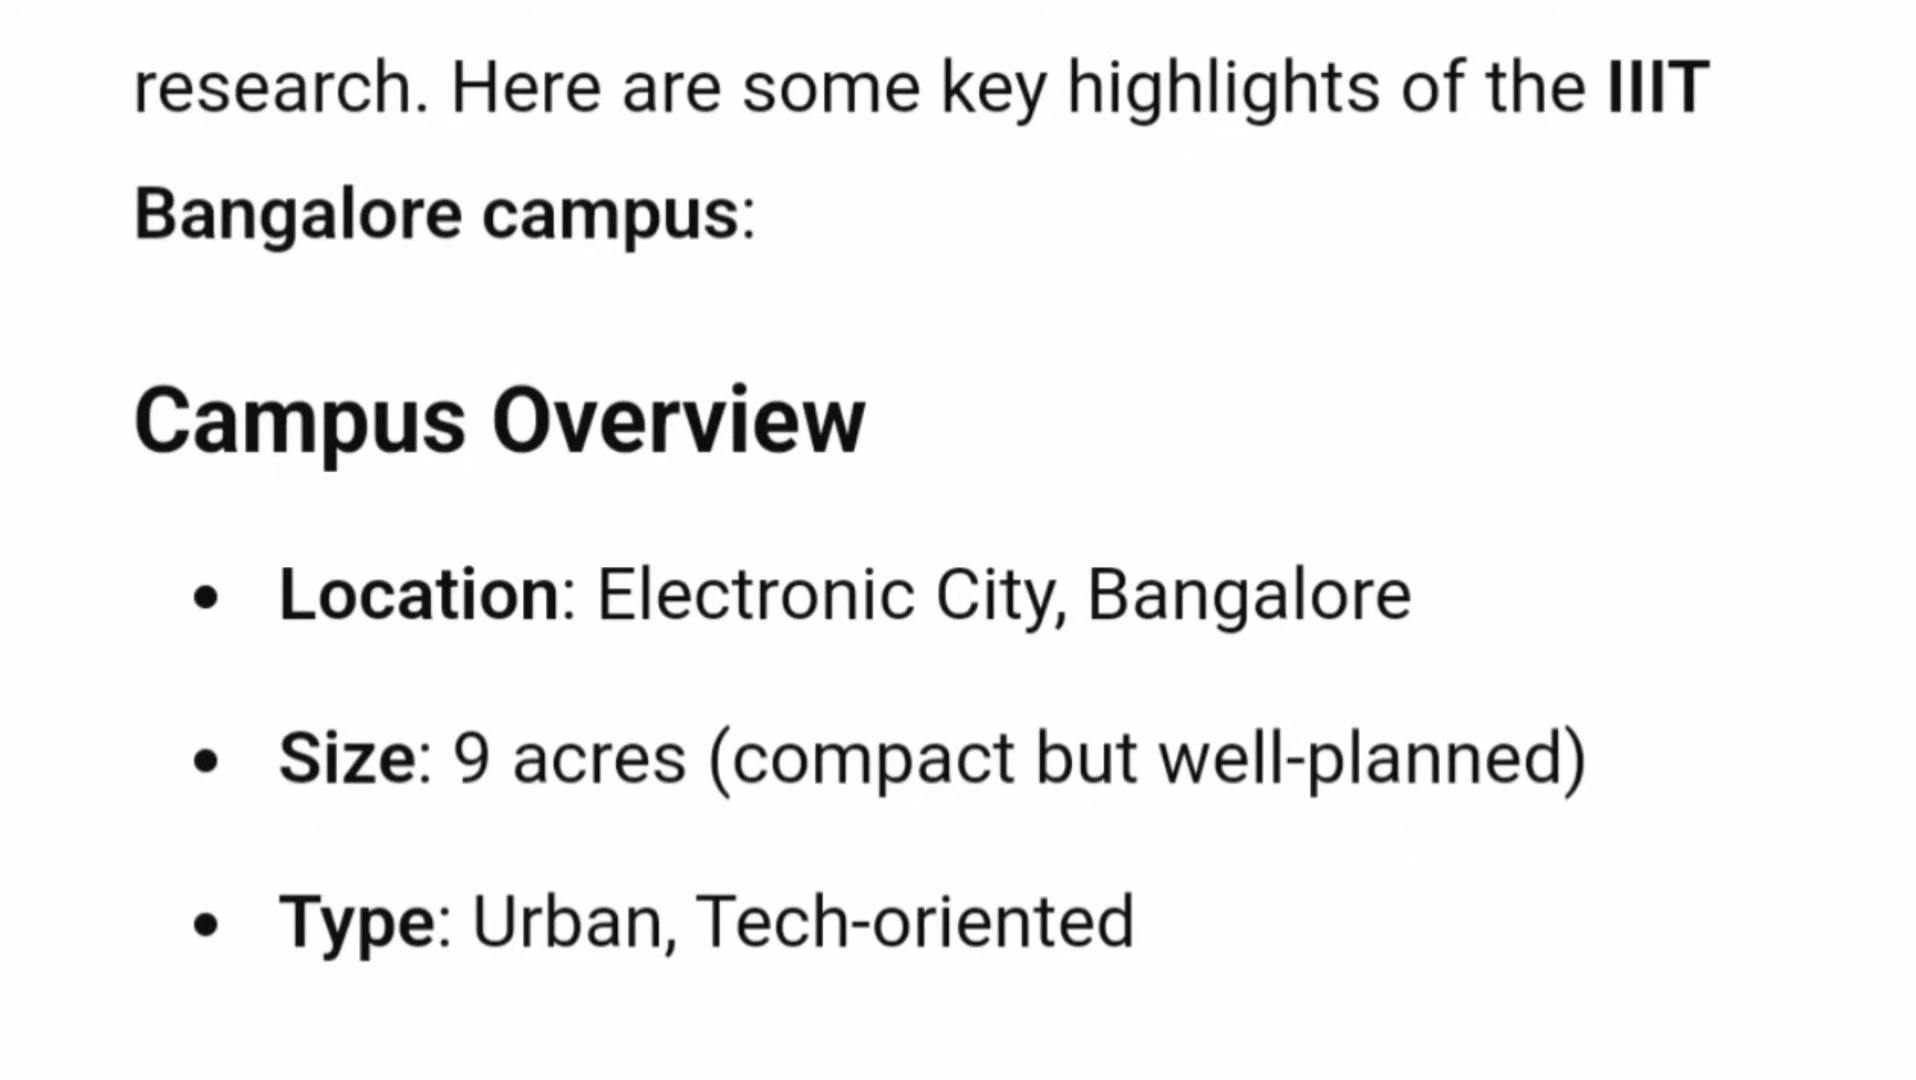 research. Here are some key highlights of the IIIT
Bangalore campus:
Campus Overview
• Location: Electronic City, Bangalore
• Size: 9 acres (compact but well-planned)
• Type: Urban, Tech-oriented